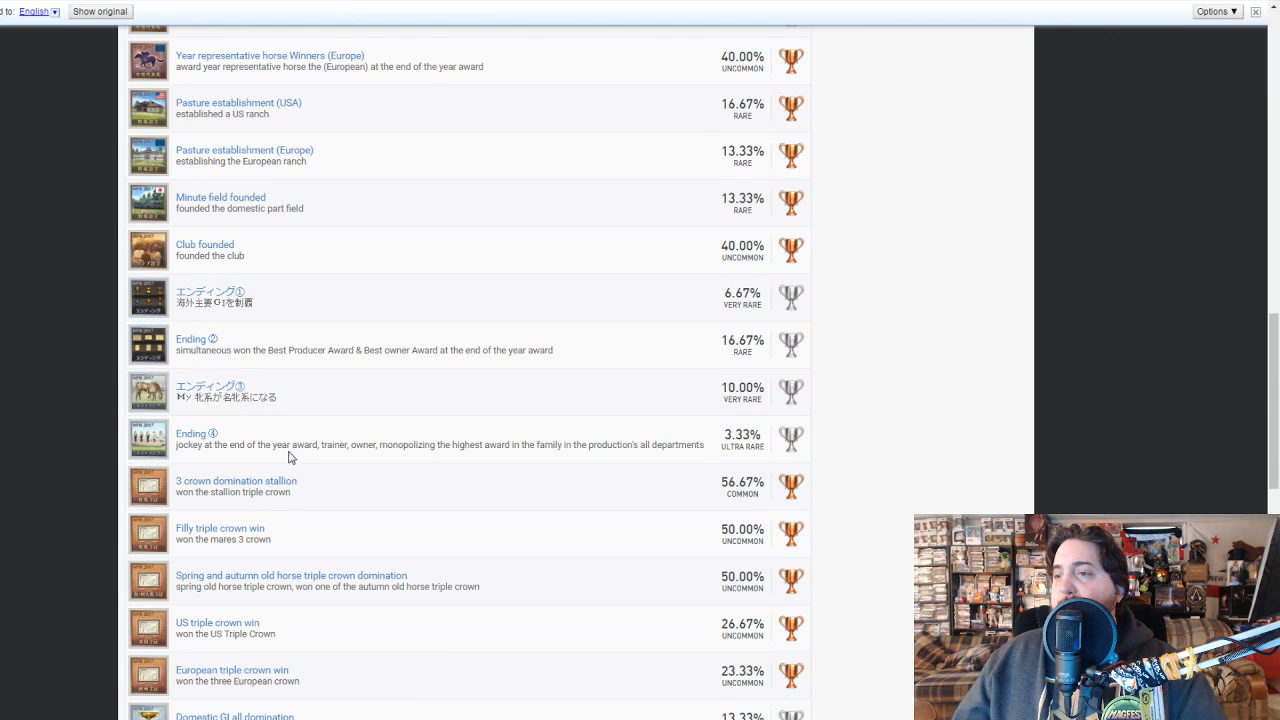 d to: English ▼ Show original Options ▼
Year representative horse Winners (Europe)
award year representative horse the (European) at the end of the year award
40.00%
UNCOMMON
Pasture establishment (USA)
established a US ranch
16.67%
RARE
Pasture establishment (Europe)
establishing the European ranch
13.33%
RARE
Minute field founded
founded the domestic part field
13.33%
RARE
Club founded
founded the club
40.00%
UNCOMMON
エンディング①
海外主要GIを制覇
6.67%
VERY RARE
Ending ②
simultaneous won the Best Producer Award & Best owner Award at the end of the year award
16.67%
RARE
エンディング③
My 牝系が名牝系になる
10.00%
VERY RARE
Ending ④
jockey at the end of the year award, trainer, owner, monopolizing the highest award in the family in the production's all departments
3.33%
ULTRA RARE
3 crown domination stallion
won the stallion triple crown
56.67%
COMMON
Filly triple crown win
won the mares 3 crown
50.00%
UNCOMMON
Spring and autumn old horse triple crown domination
spring old horse triple crown, won one of the autumn old horse triple crown
50.00%
UNCOMMON
US triple crown win
won the US Triple Crown
26.67%
UNCOMMON
European triple crown win
won the three European crown
23.33%
UNCOMMON
Domestic GI all domination
13.33%